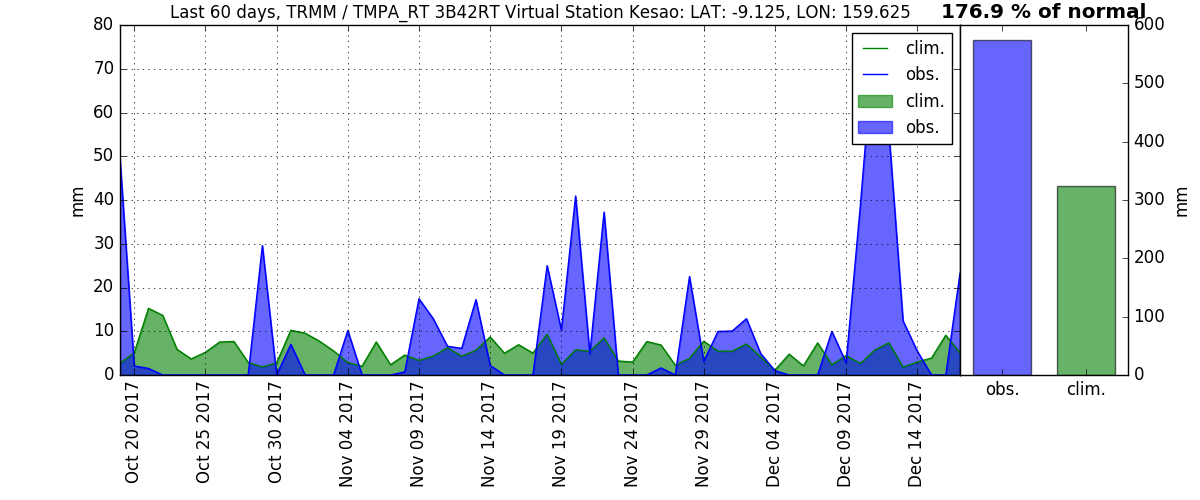 Last 60 days, TRMM / TMPA_RT 3B42RT Virtual Station Kesao: LAT: -9.125, LON: 159.625
176.9 % of normal
80
70
60
50
40
30
20
10
0
mm
clim.
obs.
clim.
obs.
600
500
400
300
200
100
0
mm
Oct 20 2017
Oct 25 2017
Oct 30 2017
Nov 04 2017
Nov 09 2017
Nov 14 2017
Nov 19 2017
Nov 24 2017
Nov 29 2017
Dec 04 2017
Dec 09 2017
Dec 14 2017
obs.
clim.